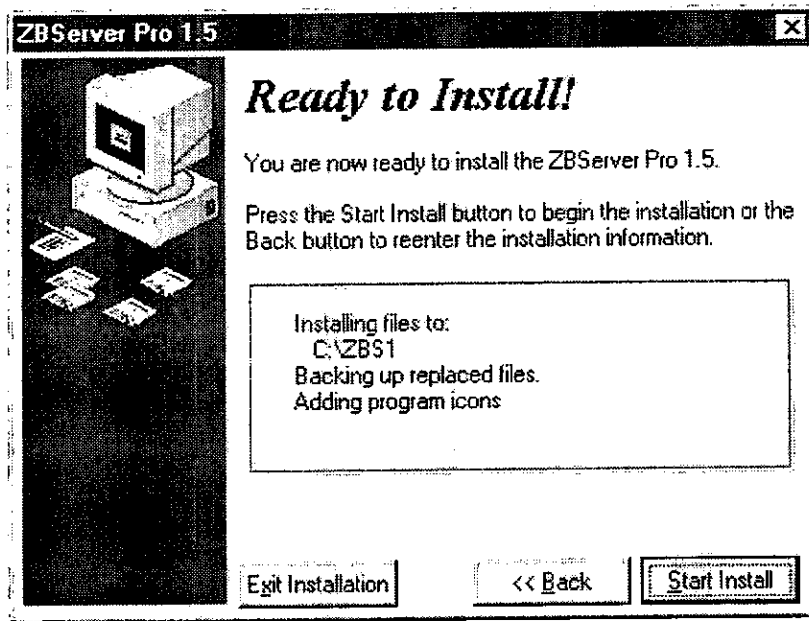 ZBServer Pro 1.5
Ready to Install!
You are now ready to install the ZBServer Pro 1.5.
Press the Start Install button to begin the installation or the
Back button to reenter the installation information.
Installing files to:
C:\ZBS1
Backing up replaced files.
Adding program icons
Exit Installation
<< Back
Start Install